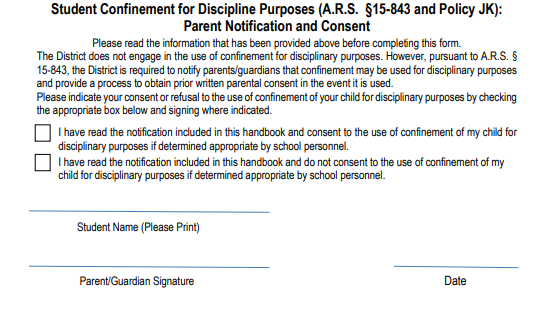 Student Confinement for Discipline Purposes (A.R.S. §15-843 and Policy JK):
Parent Notification and Consent
Please read the information that has been provided above before completing this form.
The District does not engage in the use of confinement for disciplinary purposes. However, pursuant to A.R.S. §
15-843, the District is required to notify parents/guardians that confinement may be used for disciplinary purposes
and provide a process to obtain prior written parental consent in the event it is used.
Please indicate your consent or refusal to the use of confinement of your child for disciplinary purposes by checking
the appropriate box below and signing where indicated.
I have read the notification included in this handbook and consent to the use of confinement of my child for
disciplinary purposes if determined appropriate by school personnel.
I have read the notification included in this handbook and do not consent to the use of confinement of my
child for disciplinary purposes if determined appropriate by school personnel.
Student Name (Please Print)
Parent/Guardian Signature Date